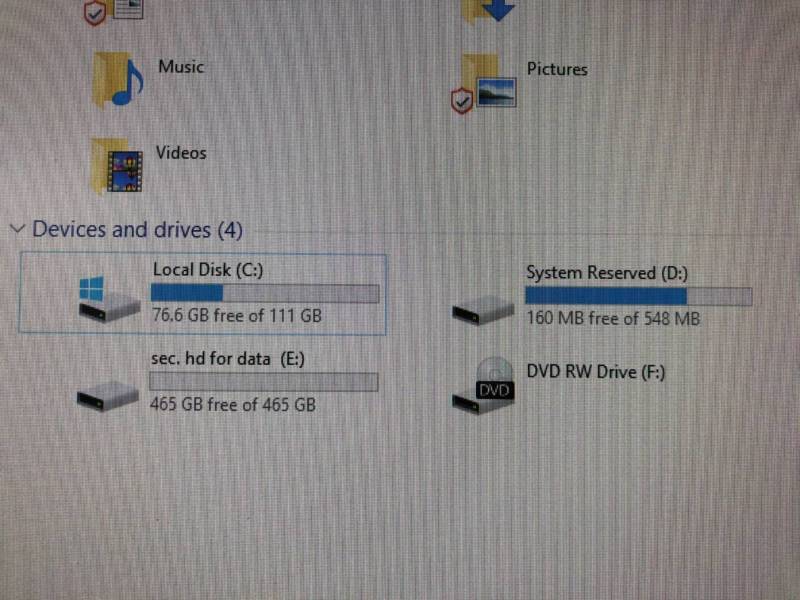 Music
Pictures
Videos
Devices and drives (4)
Local Disk (C:)
76.6 GB free of 111 GB
System Reserved (D:)
160 MB free of 548 MB
sec. hd for data (E:)
465 GB free of 465 GB
DVD RW Drive (F:)
DVD